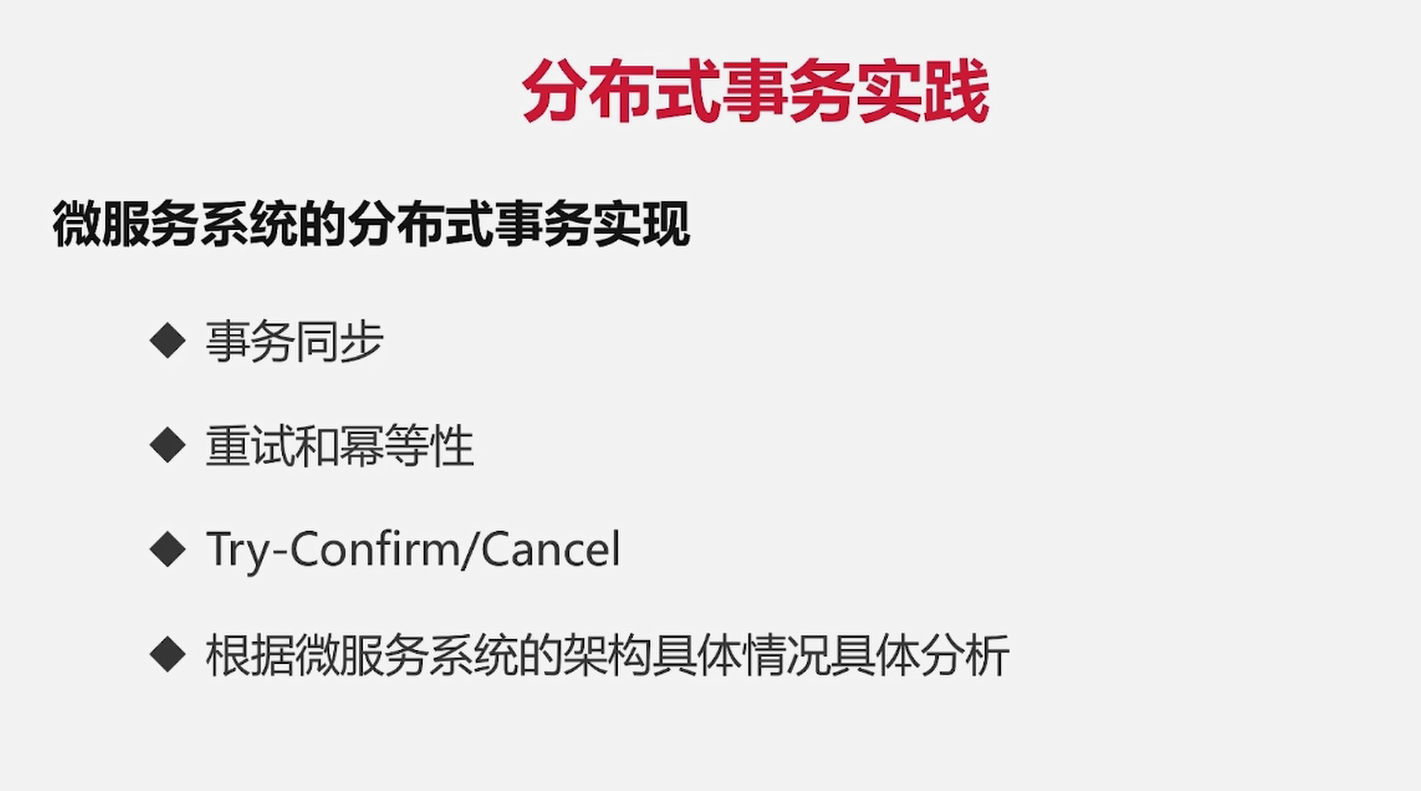 分布式事务实践
微服务系统的分布式事务实现
◆ 事务同步
◆ 重试和幂等性
◆ Try-Confirm/Cancel
◆ 根据微服务系统的架构具体情况具体分析